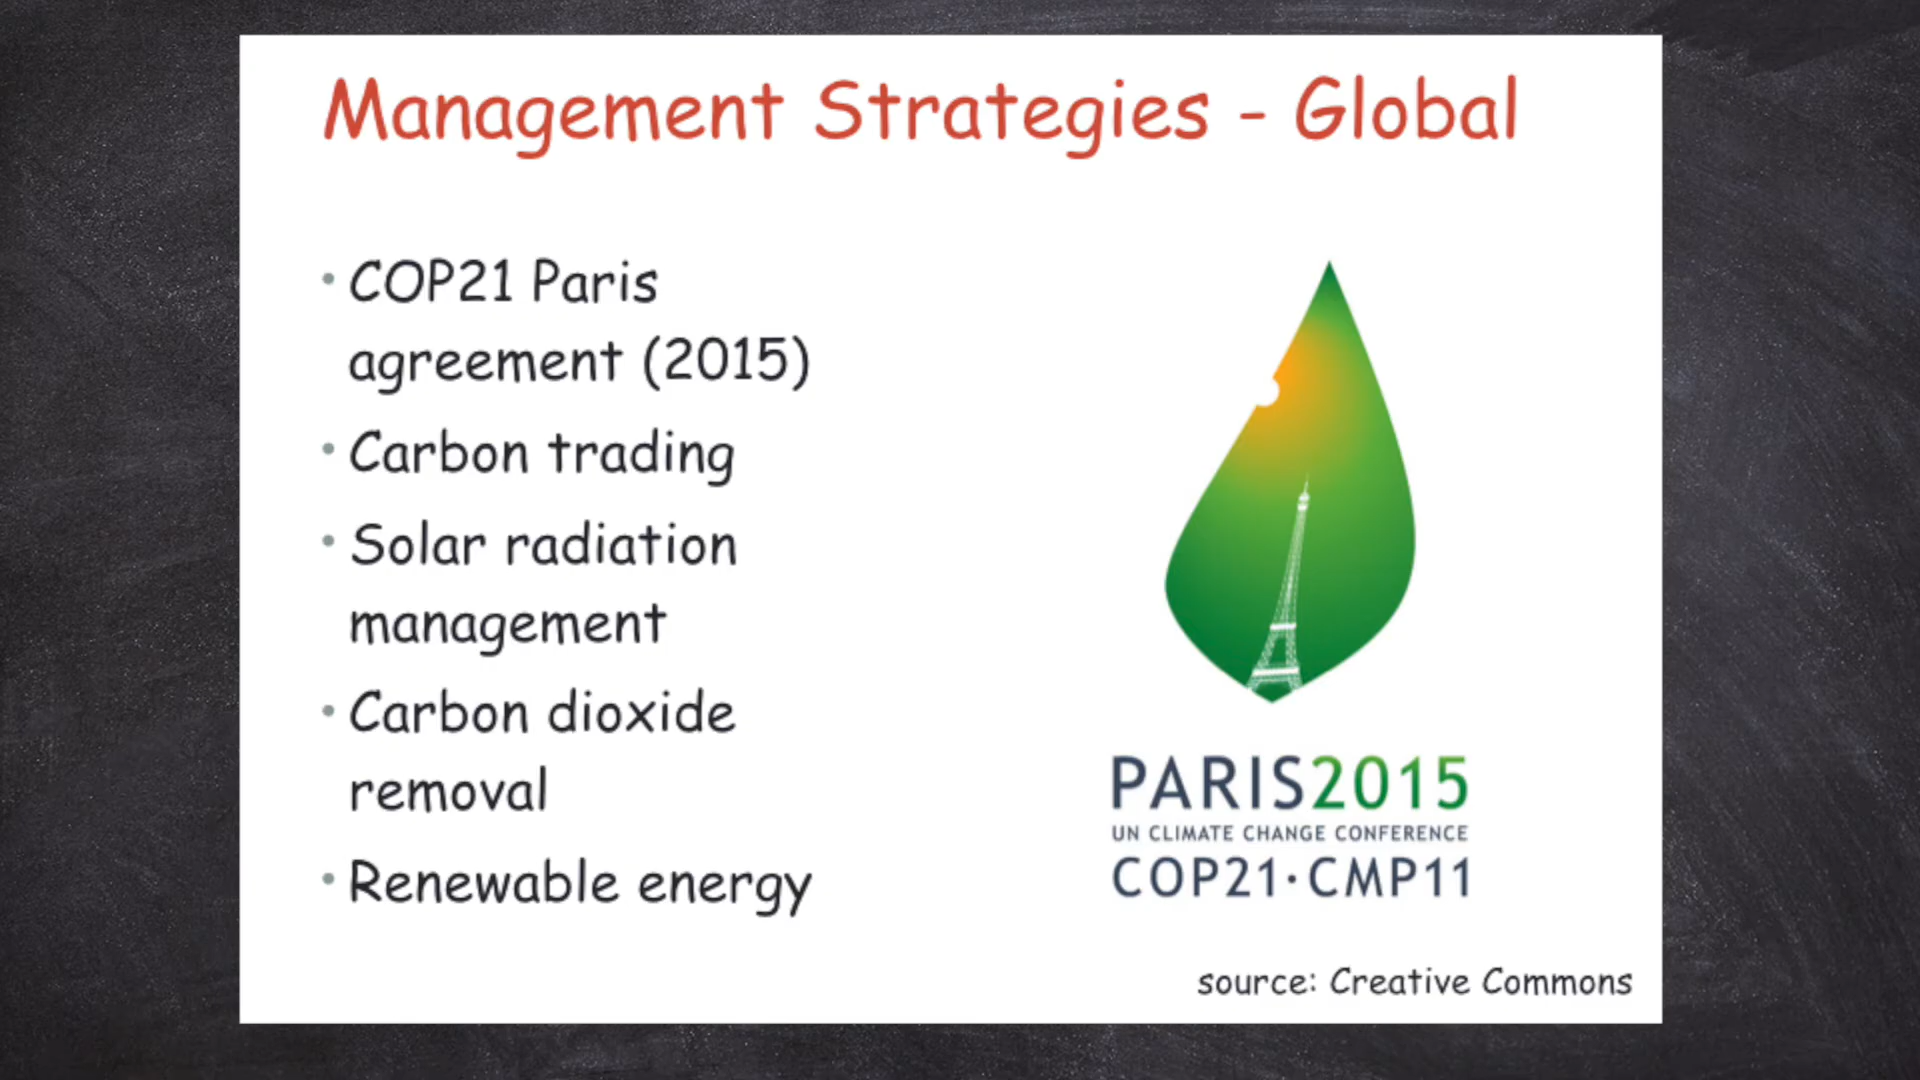 Management Strategies - Global
• COP21 Paris
agreement (2015)
• Carbon trading
• Solar radiation
management
• Carbon dioxide
removal
• Renewable energy
PARIS2015
UN CLIMATE CHANGE CONFERENCE
COP21·CMP11
source: Creative Commons